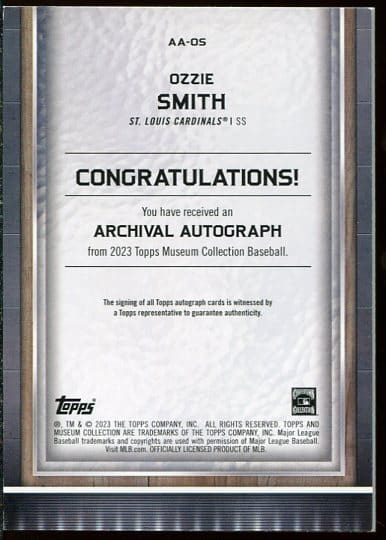 AA-OS
OZZIE
SMITH
ST. LOUIS CARDINALS® | SS
CONGRATULATIONS!
You have received an
ARCHIVAL AUTOGRAPH
from 2023 Topps Museum Collection Baseball.
The signing of all Topps autograph cards is witnessed by
a Topps representative to guarantee authenticity.
Topps®
®, TM & © 2023 THE TOPPS COMPANY, INC. ALL RIGHTS RESERVED. TOPPS AND
MUSEUM COLLECTION ARE TRADEMARKS OF THE TOPPS COMPANY, INC. Major League
Baseball trademarks and copyrights are used with permission of Major League Baseball.
Visit MLB.com. OFFICIALLY LICENSED PRODUCT OF MLB.